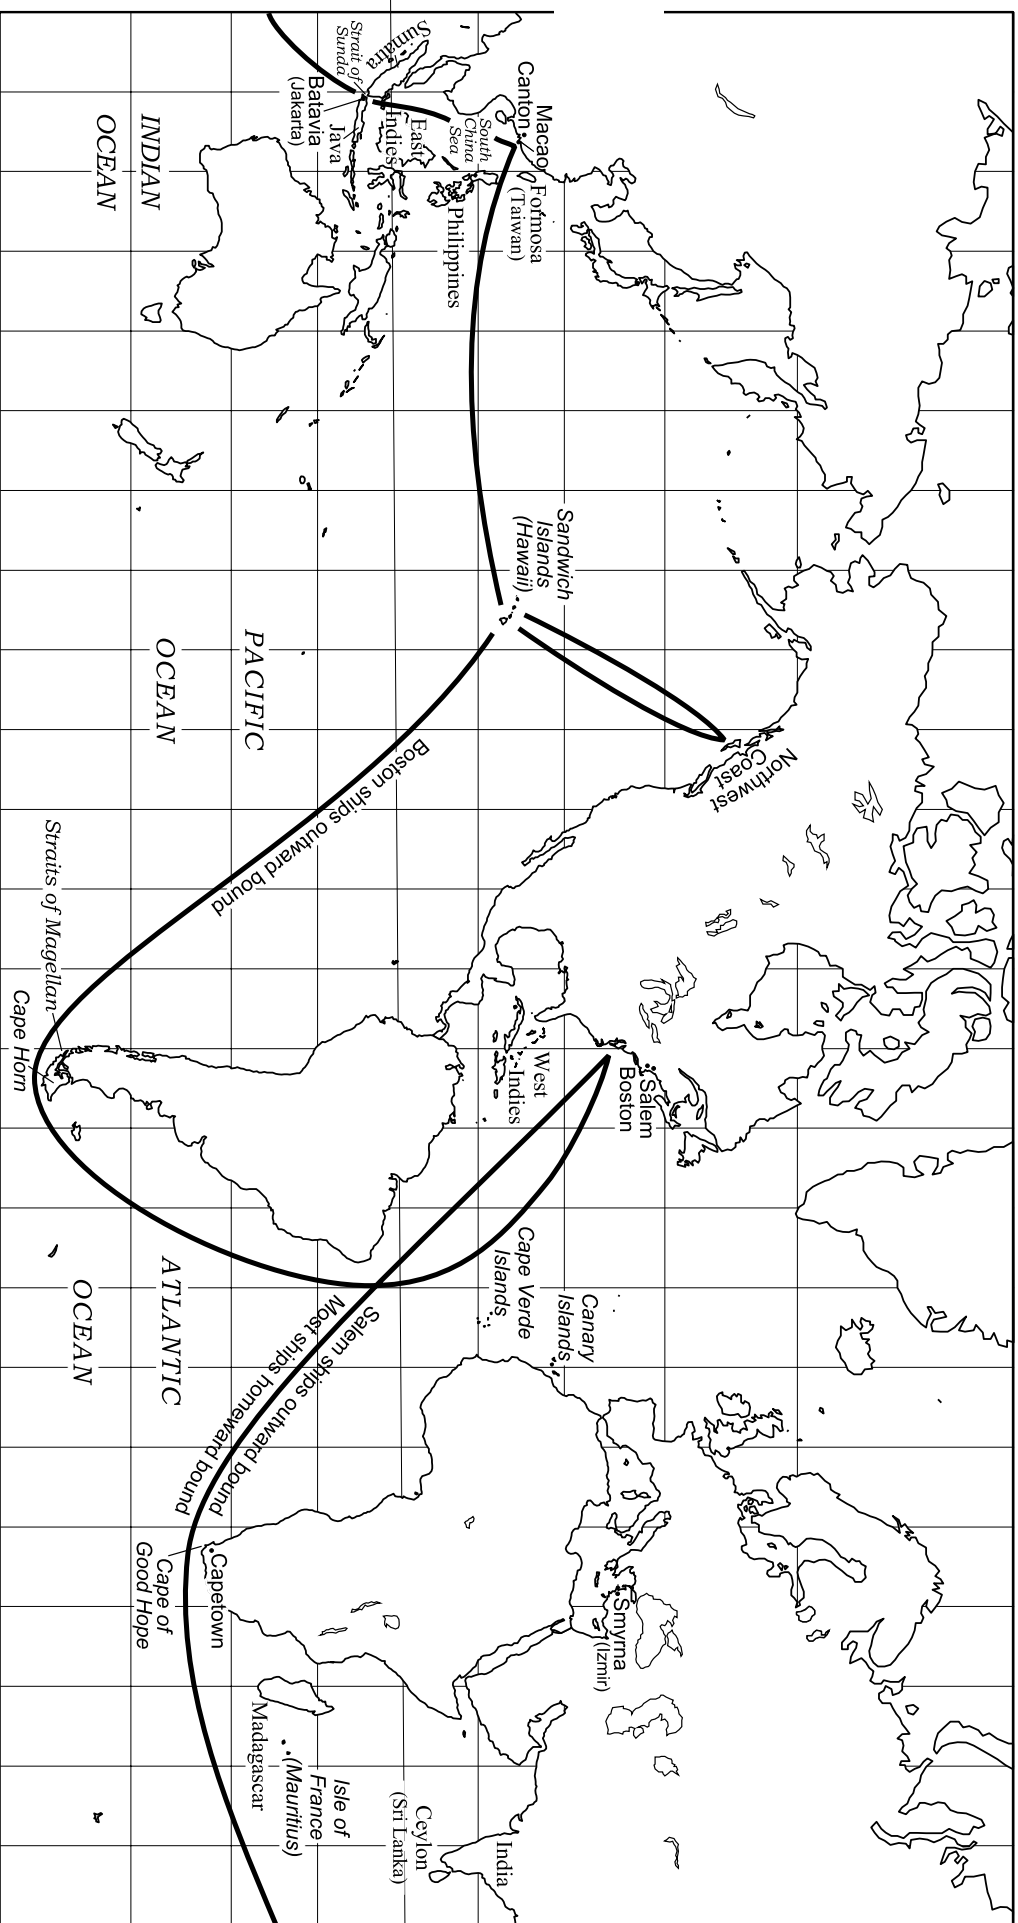 Strait of
Sunda
Sumatra
Batavia
(Jakarta)
Java
East
Indies
South
China
Sea
Canton
Macao
Formosa
(Taiwan)
Philippines
INDIAN
OCEAN
Sandwich
Islands
(Hawaii)
PACIFIC
OCEAN
Northwest
Coast
Boston ships outward bound
Straits of Magellan
Cape Horn
West
Indies
Salem
Boston
Cape Verde
Islands
Canary
Islands
ATLANTIC
OCEAN
Salem ships outward bound
Most ships homeward bound
Capetown
Cape of
Good Hope
Smyrna
(Izmir)
Madagascar
Isle of
France
(Mauritius)
Ceylon
(Sri Lanka)
India